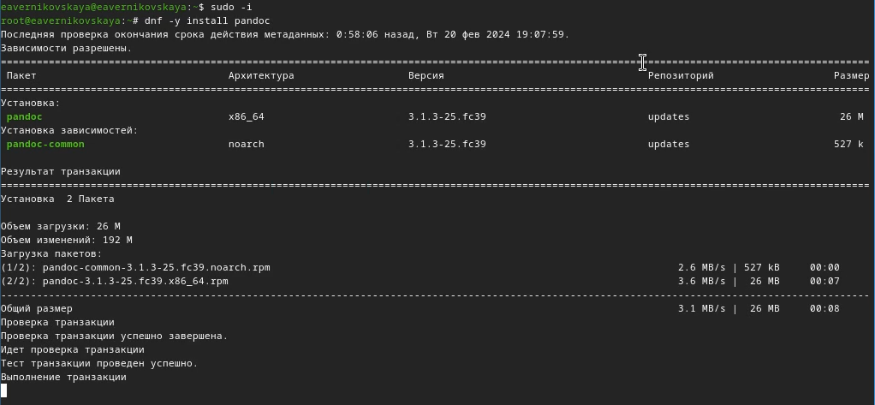 eavernikovskaya@eavernikovskaya:~$ sudo -i
root@eavernikovskaya:~# dnf -y install pandoc
Последняя проверка окончания срока действия метаданных: 0:58:06 назад, Вт 20 фев 2024 19:07:59.
Зависимости разрешены.
================================================================================
Пакет Архитектура Версия Репозиторий Размер
================================================================================
Установка:
pandoc x86_64 3.1.3-25.fc39 updates 26 M
Установка зависимостей:
pandoc-common noarch 3.1.3-25.fc39 updates 527 k
Результат транзакции
================================================================================
Установка 2 Пакета
Объем загрузки: 26 M
Объем изменений: 192 M
Загрузка пакетов:
(1/2): pandoc-common-3.1.3-25.fc39.noarch.rpm 2.6 MB/s | 527 kB 00:00
(2/2): pandoc-3.1.3-25.fc39.x86_64.rpm 3.6 MB/s | 26 MB 00:07
--------------------------------------------------------------------------------
Общий размер 3.1 MB/s | 26 MB 00:08
Проверка транзакции
Проверка транзакции успешно завершена.
Идет проверка транзакции
Тест транзакции проведен успешно.
Выполнение транзакции